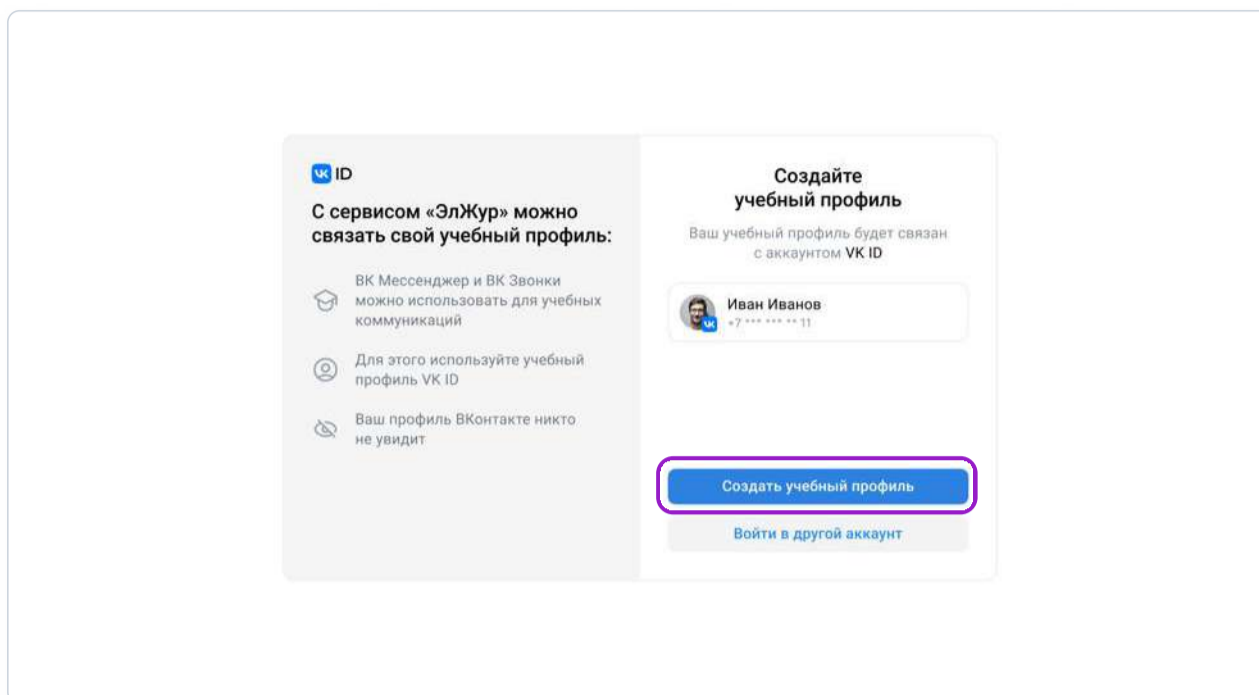 VK ID
С сервисом «ЭлЖур» можно
связать свой учебный профиль:
ВК Мессенджер и ВК Звонки
можно использовать для учебных
коммуникаций
Для этого используйте учебный
профиль VK ID
Ваш профиль ВКонтакте никто
не увидит
Создайте
учебный профиль
Ваш учебный профиль будет связан
с аккаунтом VK ID
Иван Иванов
+7 *** *** ** 11
Создать учебный профиль
Войти в другой аккаунт